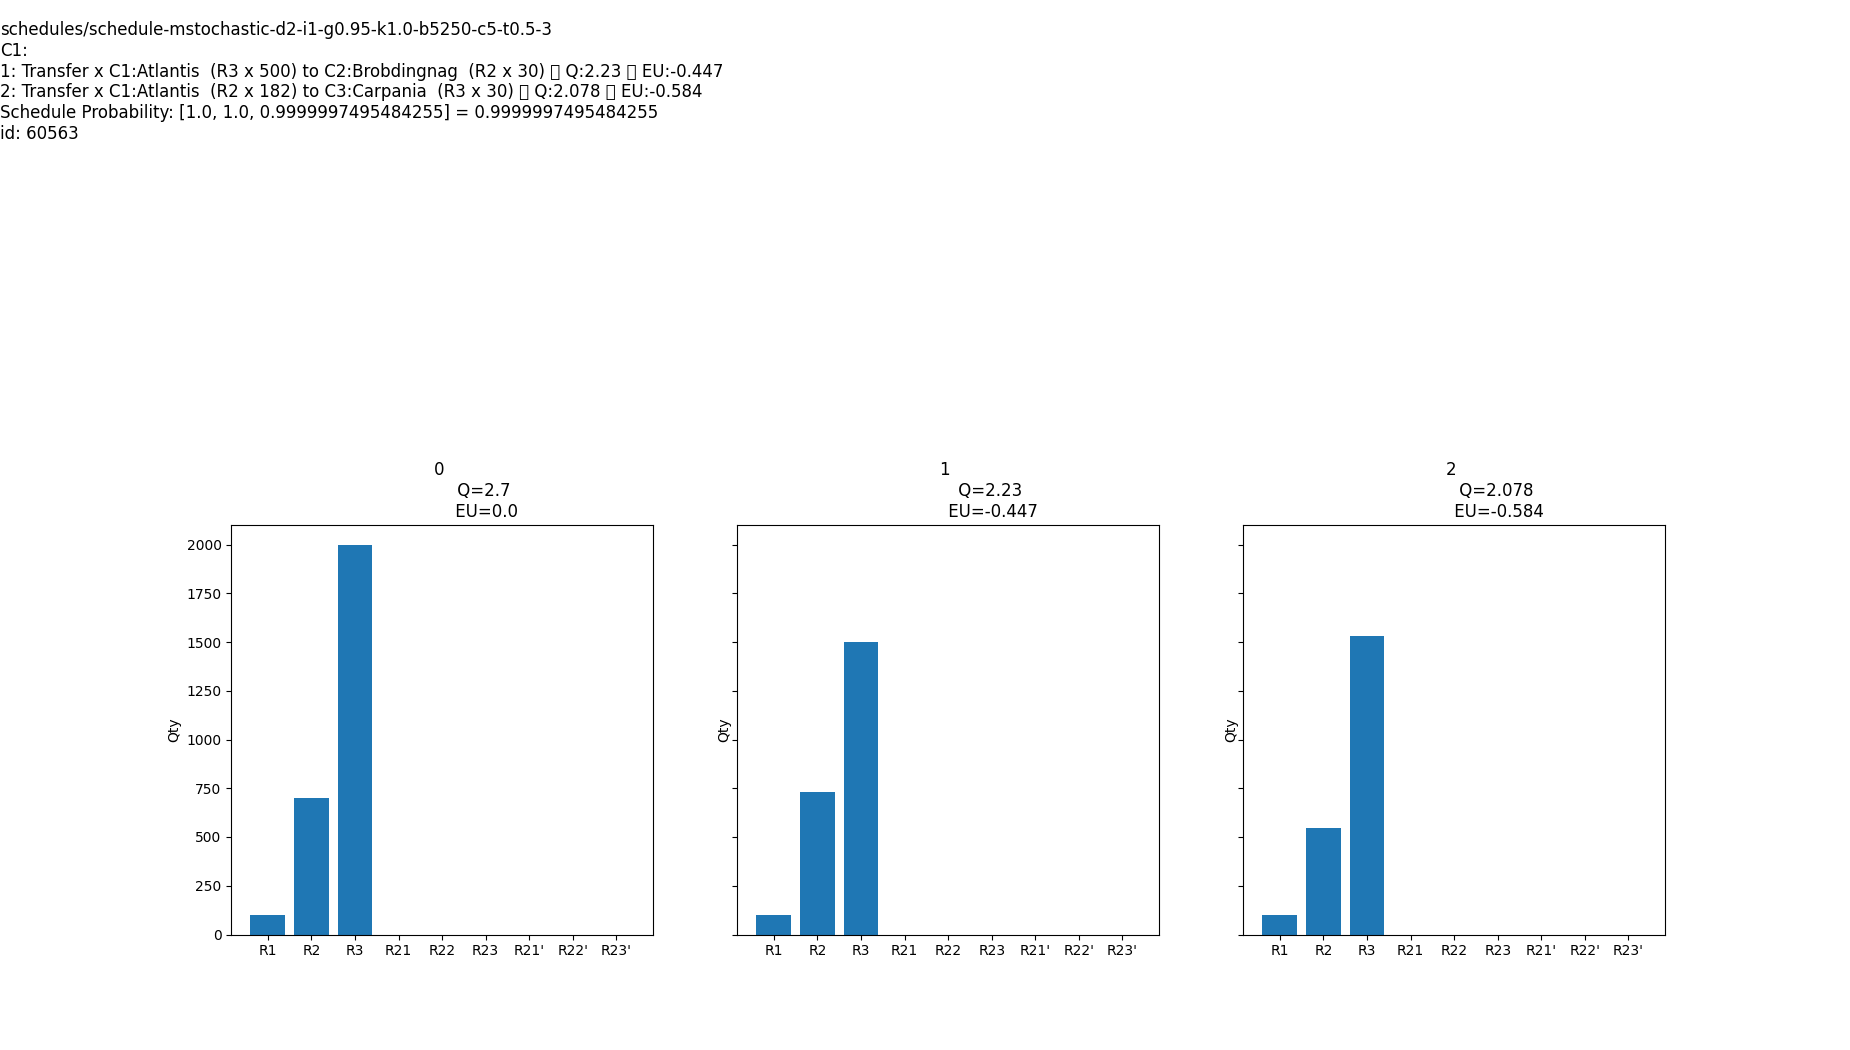 schedules/schedule-mstochastic-d2-i1-g0.95-k1.0-b5250-c5-t0.5-3
C1:
1: Transfer x C1:Atlantis  (R3 x 500) to C2:Brobdingnag  (R2 x 30) ▯ Q:2.23 ▯ EU:-0.447
2: Transfer x C1:Atlantis  (R2 x 182) to C3:Carpania  (R3 x 30) ▯ Q:2.078 ▯ EU:-0.584
Schedule Probability: [1.0, 1.0, 0.9999997495484255] = 0.9999997495484255
id: 60563
0
Q=2.7
EU=0.0
Qty
2000
1750
1500
1250
1000
750
500
250
0
R1 R2 R3 R21 R22 R23 R21' R22' R23'
1
Q=2.23
EU=-0.447
Qty
R1 R2 R3 R21 R22 R23 R21' R22' R23'
2
Q=2.078
EU=-0.584
Qty
R1 R2 R3 R21 R22 R23 R21' R22' R23'